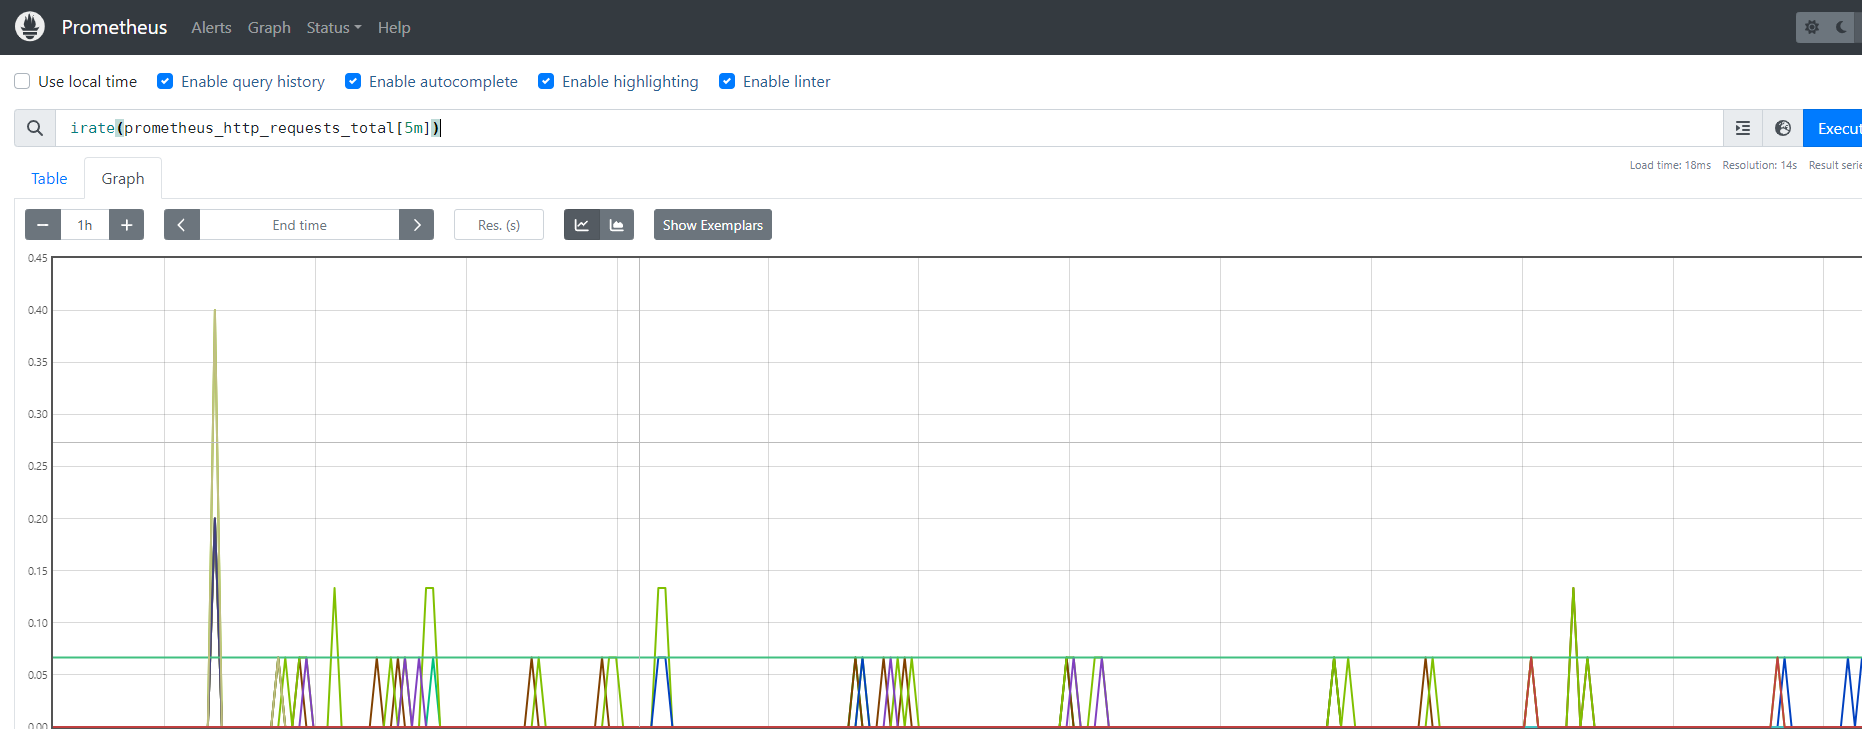 Prometheus Alerts Graph Status Help
Use local time Enable query history Enable autocomplete Enable highlighting Enable linter
irate(prometheus_http_requests_total[5m])
Execut
Table Graph
Load time: 18ms Resolution: 14s Result serie
1h End time Res. (s) Show Exemplars
0.45
0.40
0.35
0.30
0.25
0.20
0.15
0.10
0.05
0.00